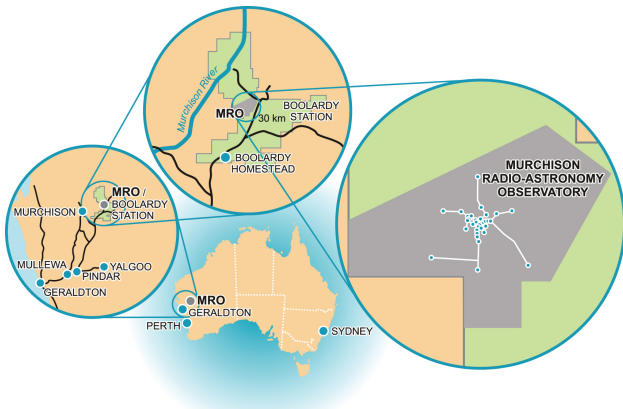 Murchison River
MRO
30 km
BOOLARDY
STATION
BOOLARDY
HOMESTEAD
MURCHISON
RADIO-ASTRONOMY
OBSERVATORY
MRO /
BOOLARDY
STATION
MURCHISON
MULLEWA
YALGOO
PINDAR
GERALDTON
MRO
GERALDTON
PERTH
SYDNEY